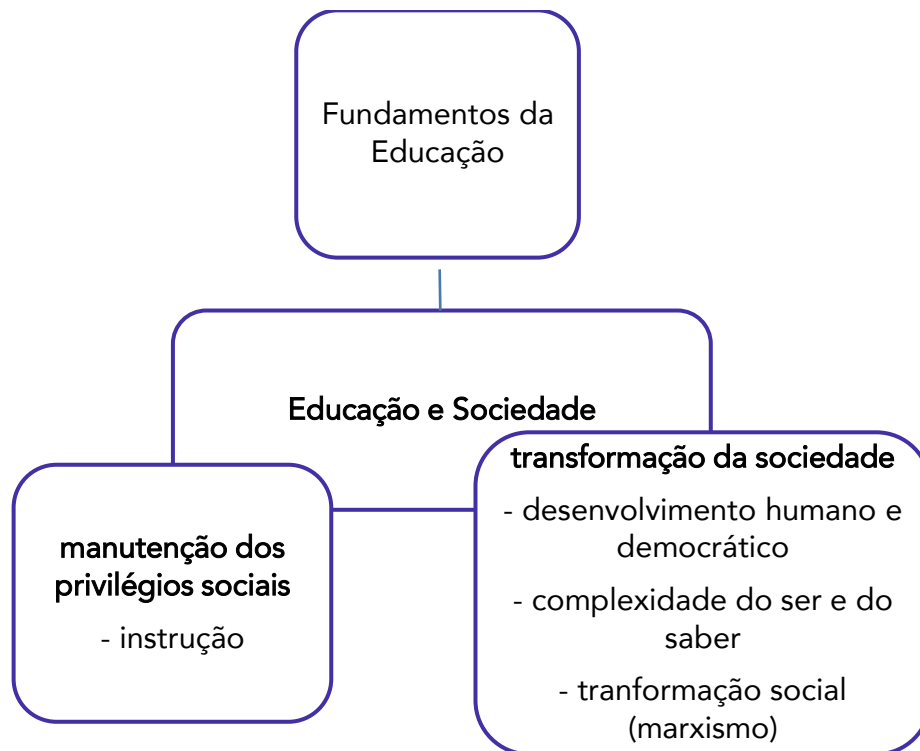 Fundamentos da
Educação
Educação e Sociedade
manutenção dos
privilégios sociais
- instrução
transformação da sociedade
- desenvolvimento humano e
democrático
- complexidade do ser e do
saber
- tranformação social
(marxismo)